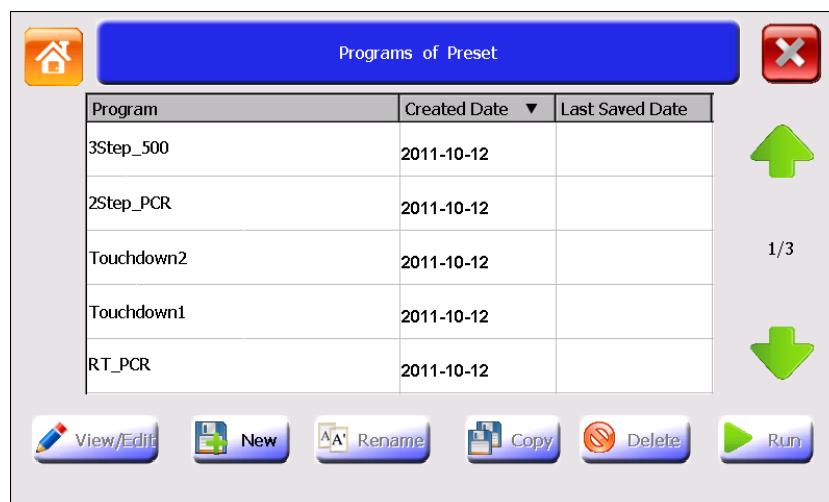 Programs of Preset
Program Created Date ▼ Last Saved Date
3Step_500 2011-10-12
2Step_PCR 2011-10-12
Touchdown2 2011-10-12
1/3
Touchdown1 2011-10-12
RT_PCR 2011-10-12
View/Edit New AA' Rename Copy Delete Run